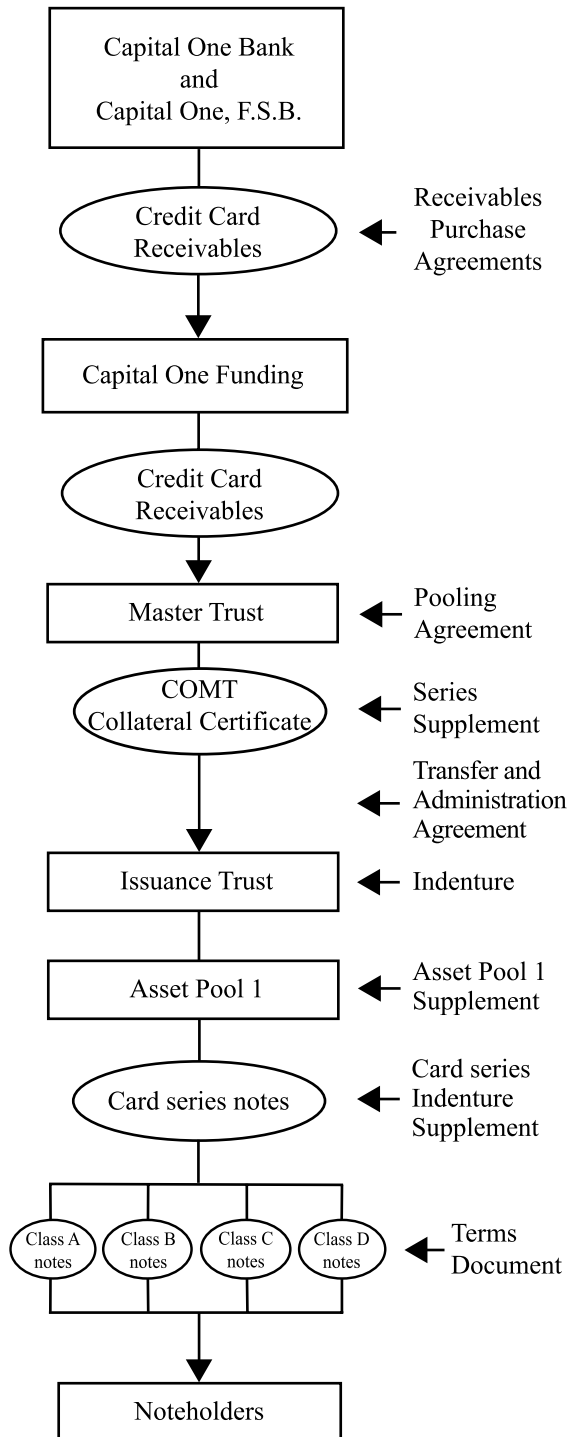 Capital One Bank
and
Capital One, F.S.B.
Credit Card
Receivables
Receivables
Purchase
Agreements
Capital One Funding
Credit Card
Receivables
Master Trust
Pooling
Agreement
COMT
Collateral Certificate
Series
Supplement
Transfer and
Administration
Agreement
Issuance Trust
Indenture
Asset Pool 1
Asset Pool 1
Supplement
Card series notes
Card series
Indenture
Supplement
Class A
notes
Class B
notes
Class C
notes
Class D
notes
Terms
Document
Noteholders